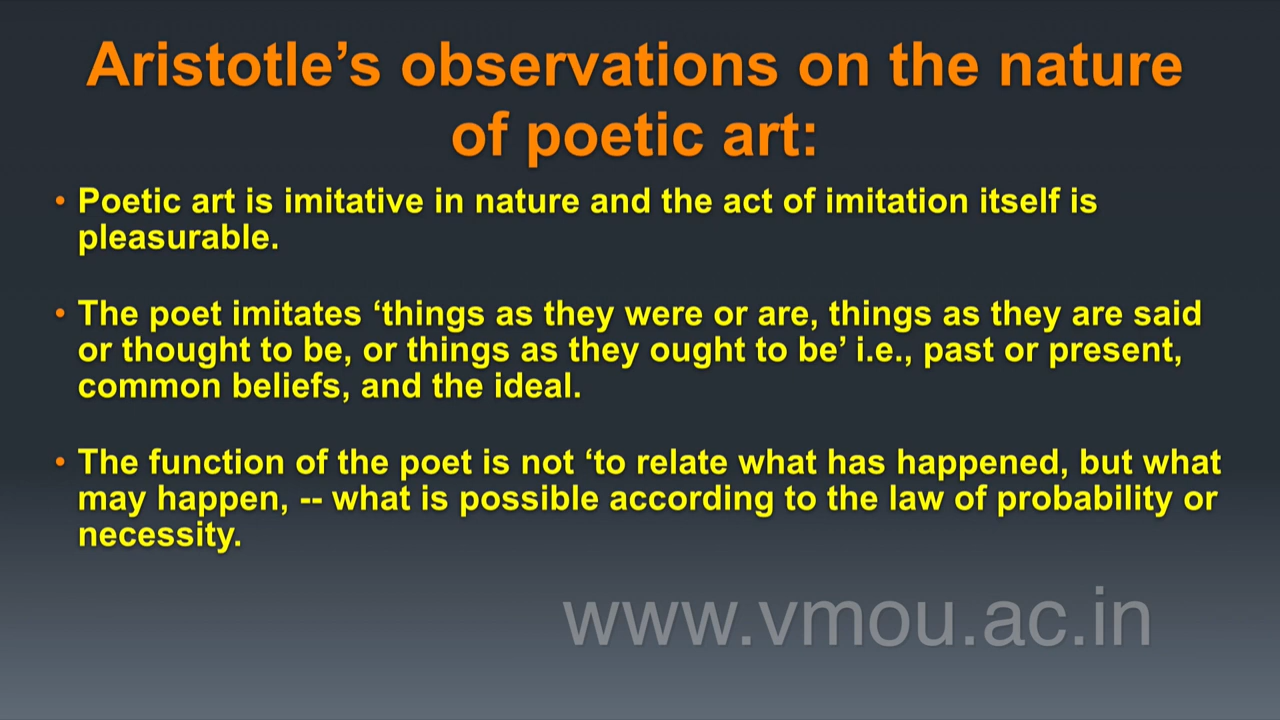 Aristotle’s observations on the nature
of poetic art:
• Poetic art is imitative in nature and the act of imitation itself is
pleasurable.
• The poet imitates ‘things as they were or are, things as they are said
or thought to be, or things as they ought to be’ i.e., past or present,
common beliefs, and the ideal.
• The function of the poet is not ‘to relate what has happened, but what
may happen, -- what is possible according to the law of probability or
necessity.
www.vmou.ac.in